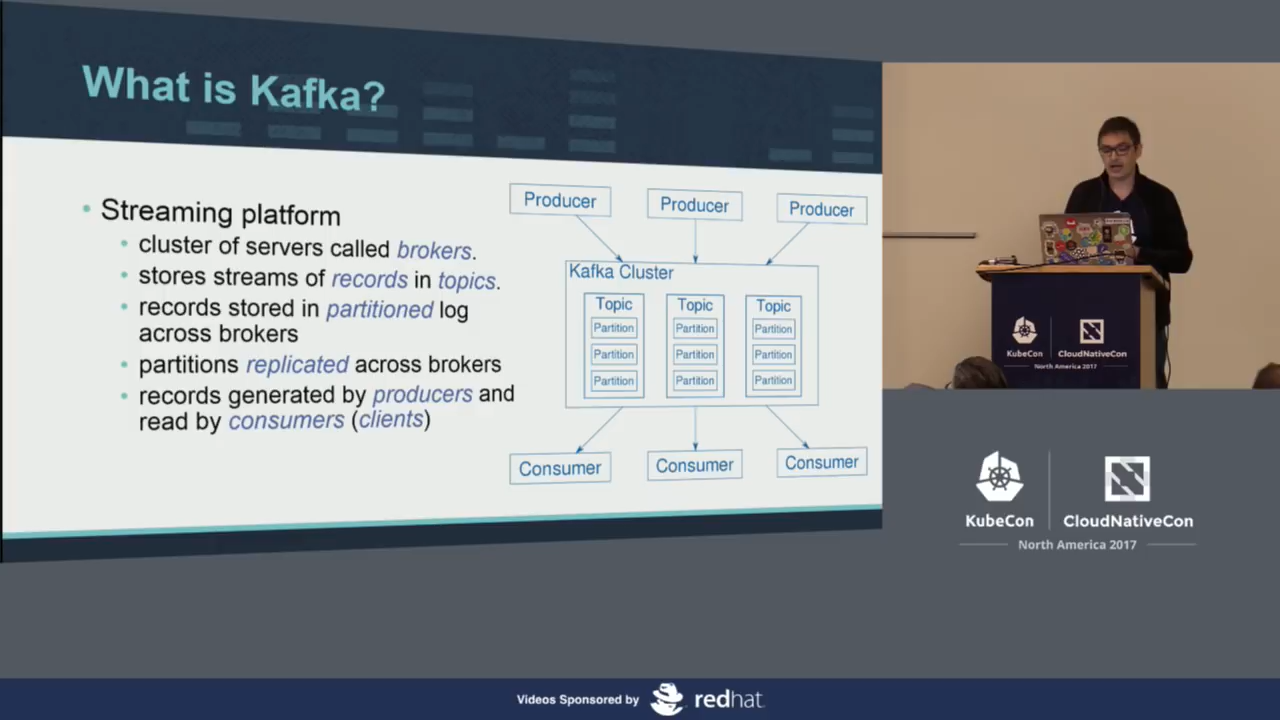 What is Kafka?
• Streaming platform
• cluster of servers called brokers.
• stores streams of records in topics.
• records stored in partitioned log
across brokers
• partitions replicated across brokers
• records generated by producers and
read by consumers (clients)
Producer
Producer
Producer
Kafka Cluster
Topic
Partition
Partition
Partition
Topic
Partition
Partition
Partition
Topic
Partition
Partition
Partition
Consumer
Consumer
Consumer
KubeCon
CloudNativeCon
North America 2017
KubeCon
CloudNativeCon
North America 2017
Videos Sponsored by redhat.